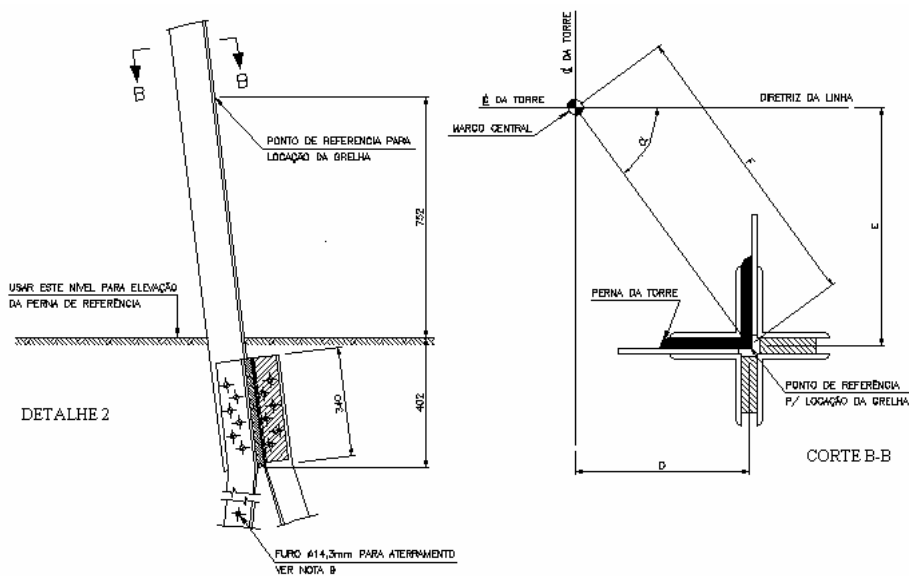 B
B
PONTO DE REFERENCIA PARA
LOCAÇÃO DA GRELHA
752
USAR ESTE NÍVEL PARA ELEVAÇÃO
DA PERNA DE REFERÊNCIA
340
402
DETALHE 2
FURO ø14,3mm PARA ATERRAMENTO
VER NOTA 9
DA TORRE
DA TORRE
DIRETRIZ DA LINHA
MARCO CENTRAL
F
E
PERNA DA TORRE
PONTO DE REFERÊNCIA
P/ LOCAÇÃO DA GRELHA
D
CORTE B-B